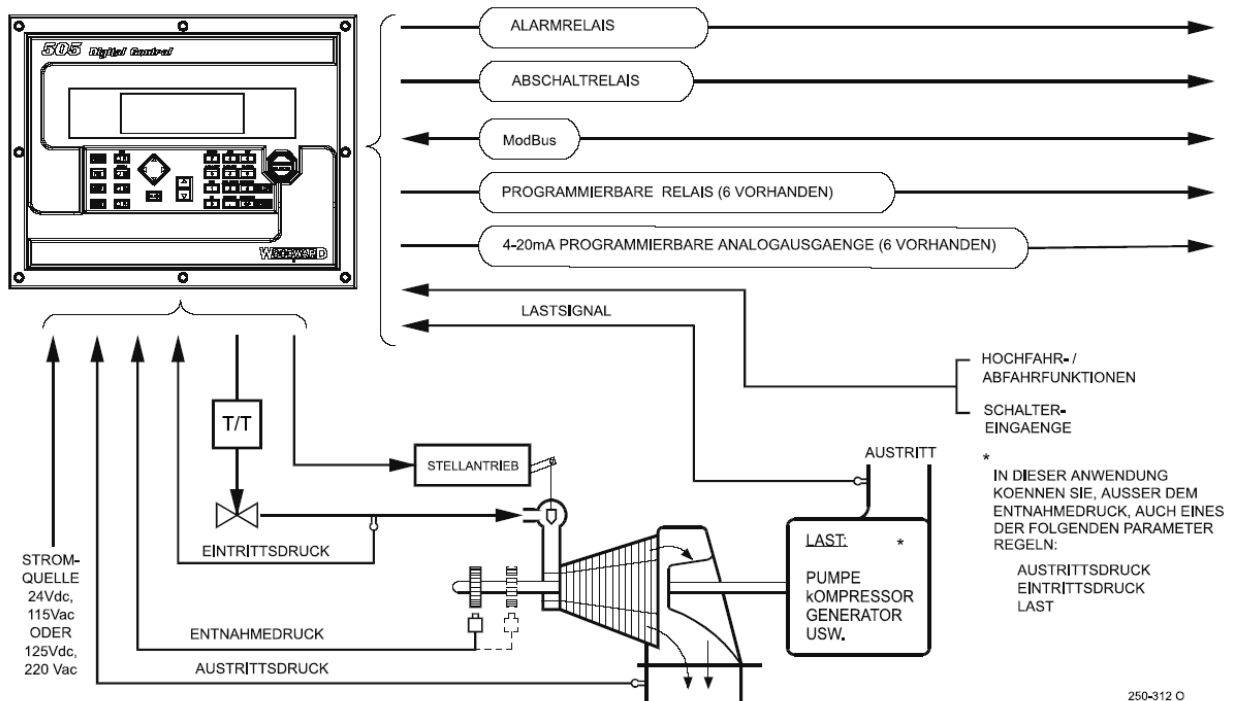 505 Digital Control
WOODWARD
ALARMRELAIS
ABSCHALTRELAIS
ModBus
PROGRAMMIERBARE RELAIS (6 VORHANDEN)
4-20mA PROGRAMMIERBARE ANALOGAUSGAENGE (6 VORHANDEN)
LASTSIGNAL
HOCHFAHR- /
ABFAHRFUNKTIONEN
SCHALTER-
EINGAENGE
T/T
STELLANTRIEB
EINTRITTSDRUCK
STROM-
QUELLE
24Vdc,
115Vac
ODER
125Vdc,
220 Vac
ENTNAHMEDRUCK
AUSTRITTSDRUCK
AUSTRITT
LAST: *
PUMPE
kOMPRESSOR
GENERATOR
USW.
*
IN DIESER ANWENDUNG
KOENNEN SIE, AUSSER DEM
ENTNAHMEDRUCK, AUCH EINES
DER FOLGENDEN PARAMETER
REGELN:
AUSTRITTSDRUCK
EINTRITTSDRUCK
LAST
250-312 O